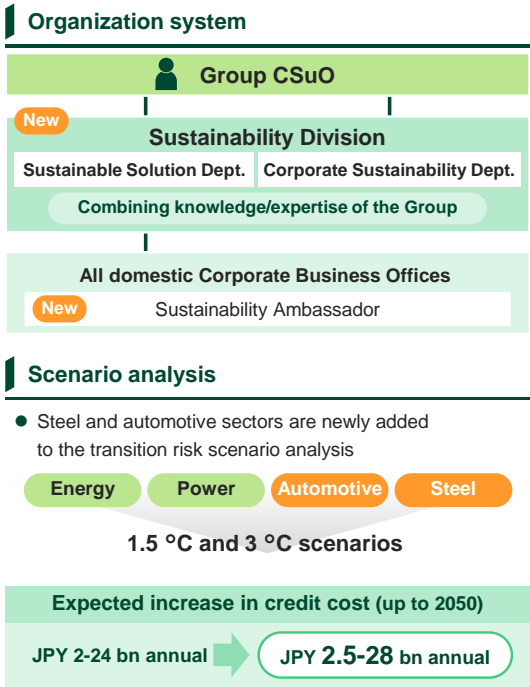 Organization system
Group CSuO
New
Sustainability Division
Sustainable Solution Dept.
Corporate Sustainability Dept.
Combining knowledge/expertise of the Group
All domestic Corporate Business Offices
New
Sustainability Ambassador
Scenario analysis
● Steel and automotive sectors are newly added
to the transition risk scenario analysis
Energy
Power
Automotive
Steel
1.5 °C and 3 °C scenarios
Expected increase in credit cost (up to 2050)
JPY 2-24 bn annual
JPY 2.5-28 bn annual